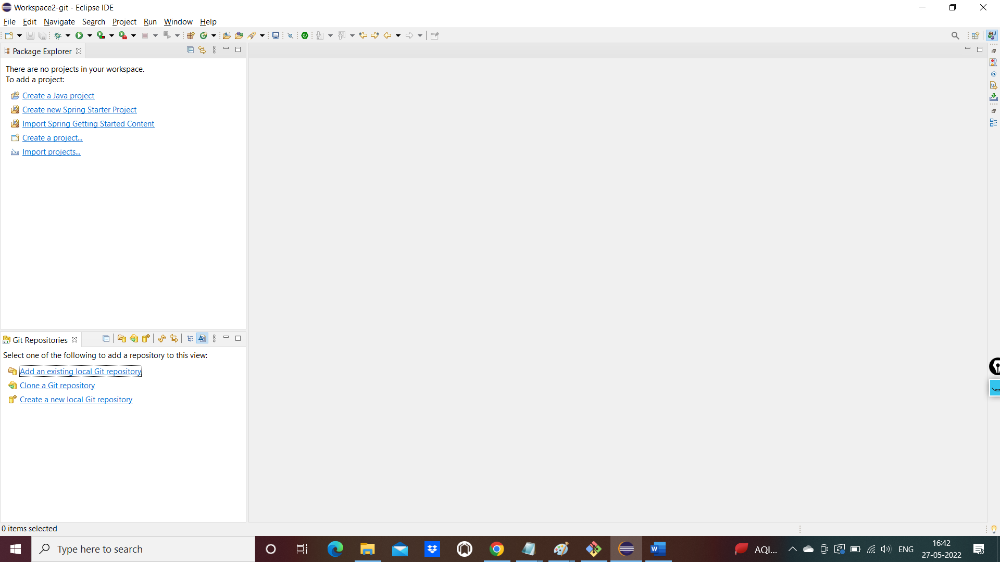 Workspace2-git - Eclipse IDE
File Edit Navigate Search Project Run Window Help
Package Explorer
There are no projects in your workspace.
To add a project:
Create a Java project
Create new Spring Starter Project
Import Spring Getting Started Content
Create a project...
Import projects...
Git Repositories
Select one of the following to add a repository to this view:
Add an existing local Git repository
Clone a Git repository
Create a new local Git repository
0 items selected
Type here to search
AQI...
ENG
16:42
27-05-2022